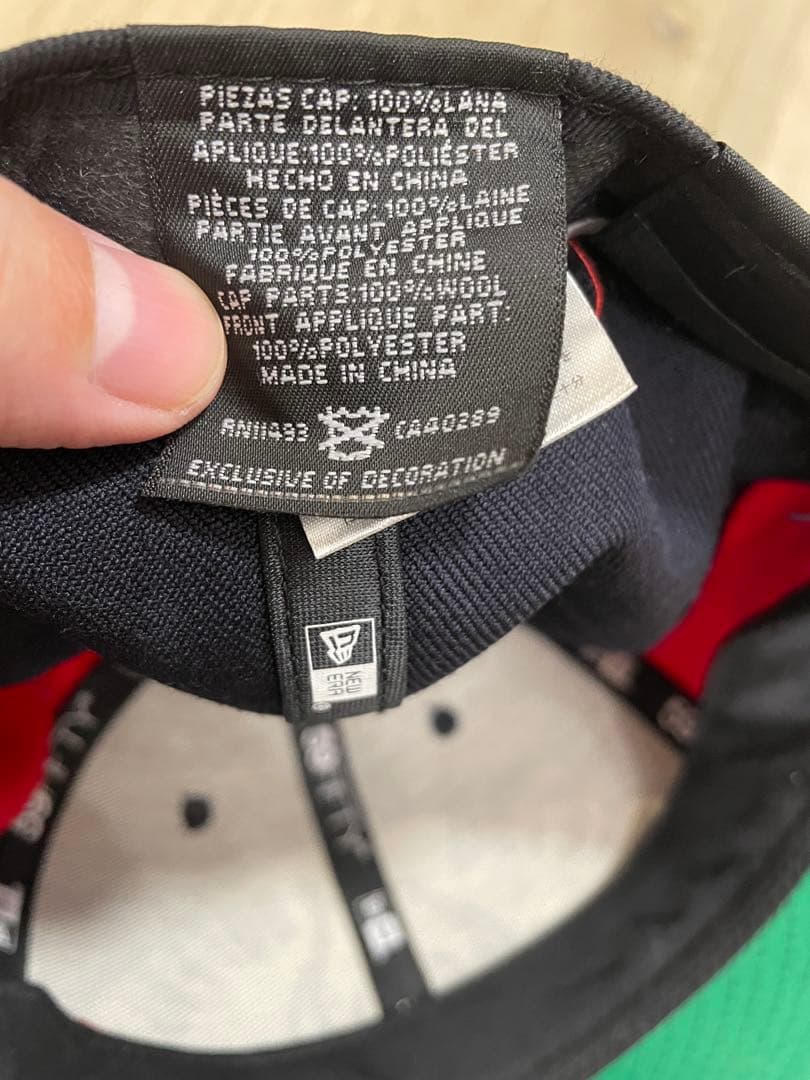 PIEZAS CAP: 100%LANA
PARTE DELANTERA DEL
APLIQUE:100%POLIÉSTER
HECHO EN CHINA
PIÈCES DE CAP:100%LAINE
PARTIE AVANT APPLIQUE
100%POLYESTER
FABRIQUE EN CHINE
CAP PARTS:100%WOOL
FRONT APPLIQUE PART:
100%POLYESTER
MADE IN CHINA
RN11493 CA40289
EXCLUSIVE OF DECORATION
NEW
ERA